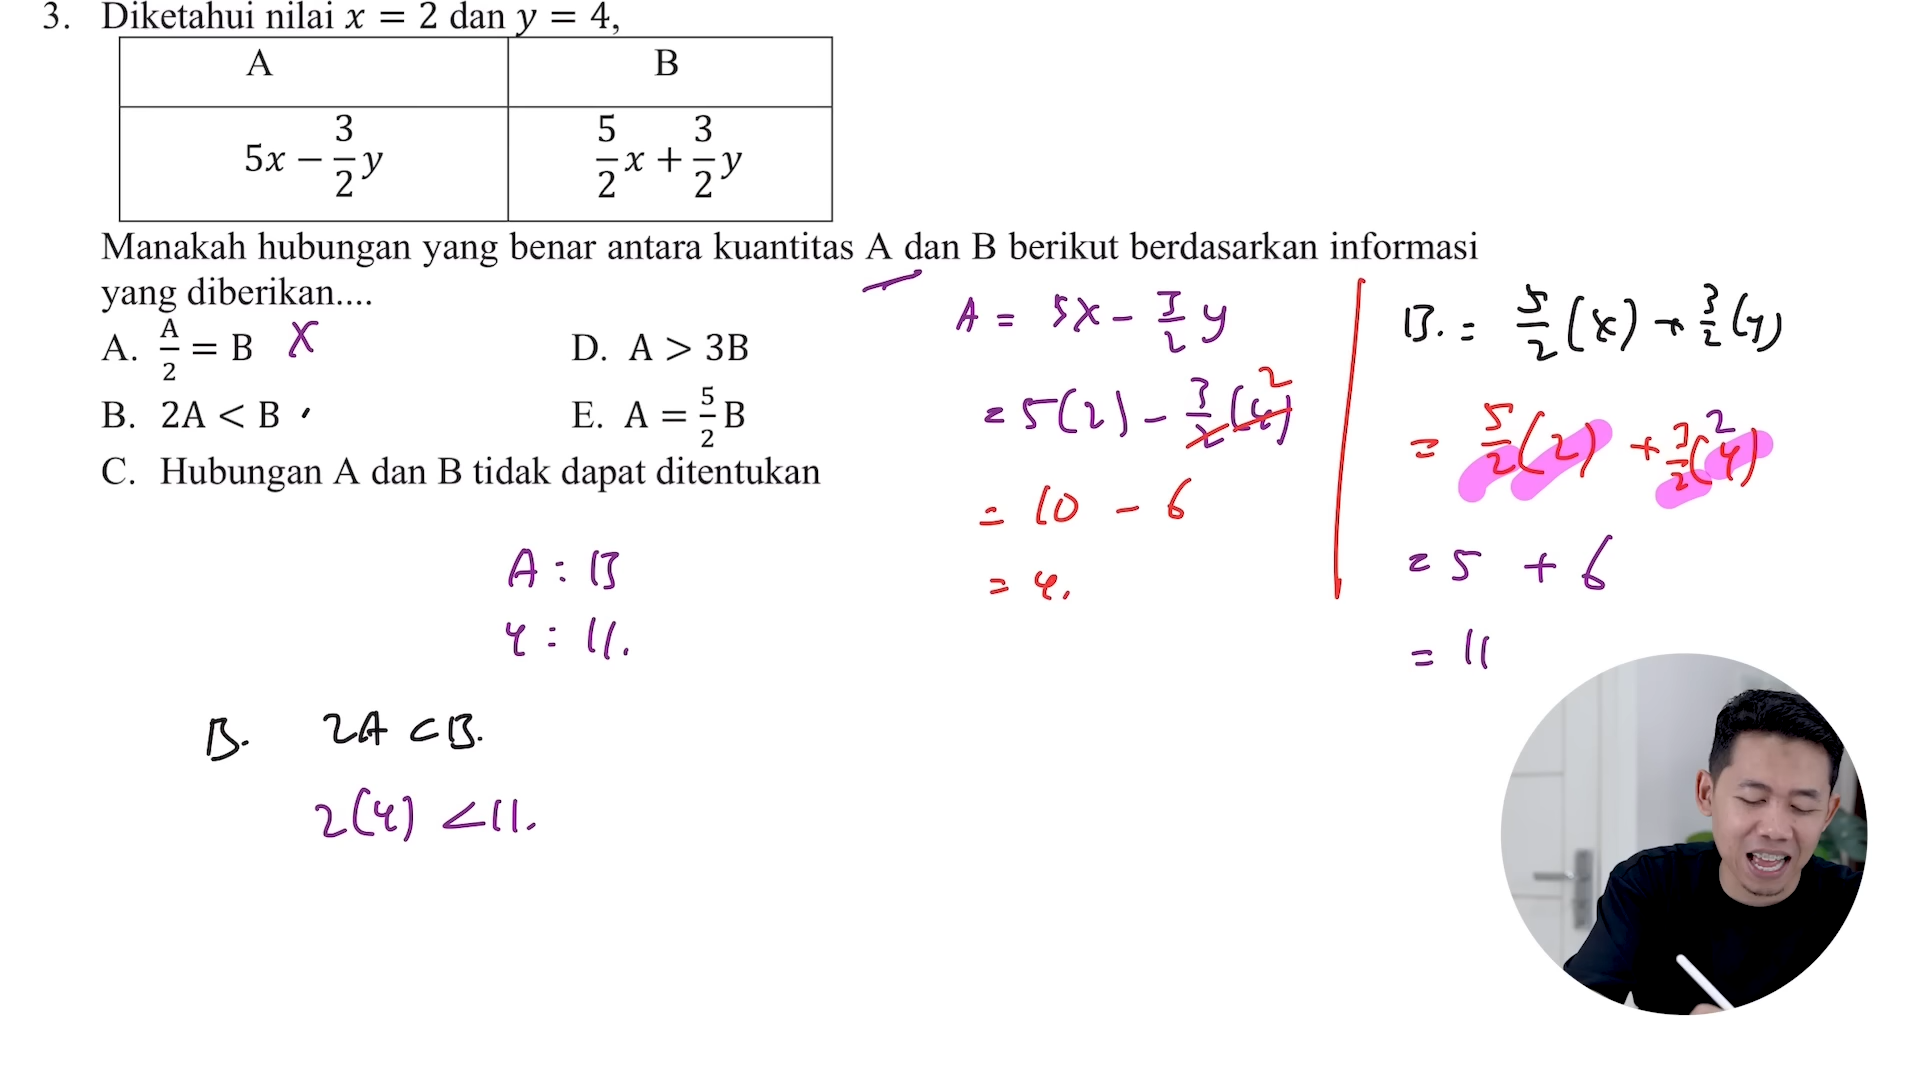 3. Diketahui nilai x = 2 dan y = 4,
A B
5x − 3/2 y 5/2 x + 3/2 y
Manakah hubungan yang benar antara kuantitas A dan B berikut berdasarkan informasi
yang diberikan....
A. A/2 = B X
B. 2A < B
C. Hubungan A dan B tidak dapat ditentukan
D. A > 3B
E. A = 5/2 B
A : B
4 : 11.
B. 2A < B.
2(4) < 11.
A = 5x − 3/2 y
= 5(2) − 3/2 (4) 2
= 10 − 6
= 4.
B. = 5/2 (x) + 3/2 (y)
= 5/2 (2) + 3/2 (4) 2
= 5 + 6
= 11